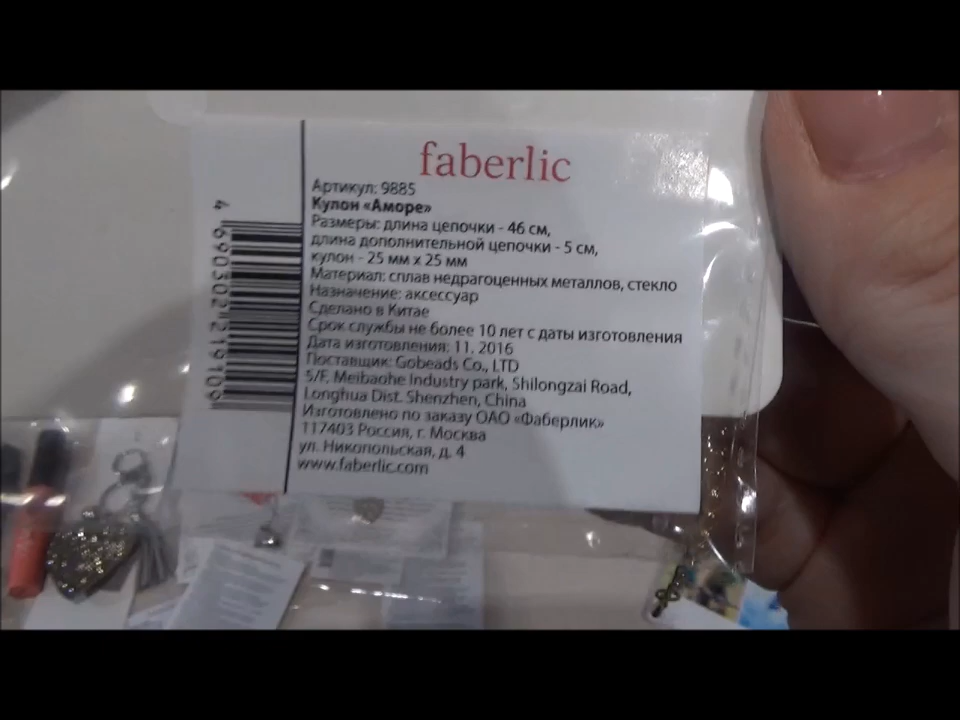 faberlic
Артикул: 9885
Кулон «Аморе»
Размеры: длина цепочки - 46 см,
длина дополнительной цепочки - 5 см,
кулон - 25 мм x 25 мм
Материал: сплав недрагоценных металлов, стекло
Назначение: аксессуар
Сделано в Китае
Срок службы не более 10 лет с даты изготовления
Дата изготовления: 11. 2016
Поставщик: Gobeads Co., LTD
5/F, Meibaohe Industry park, Shilongzai Road,
Longhua Dist. Shenzhen, China
Изготовлено по заказу ОАО «Фаберлик»
117403 Россия, г. Москва
ул. Никопольская, д. 4
www.faberlic.com
4 690302 219109